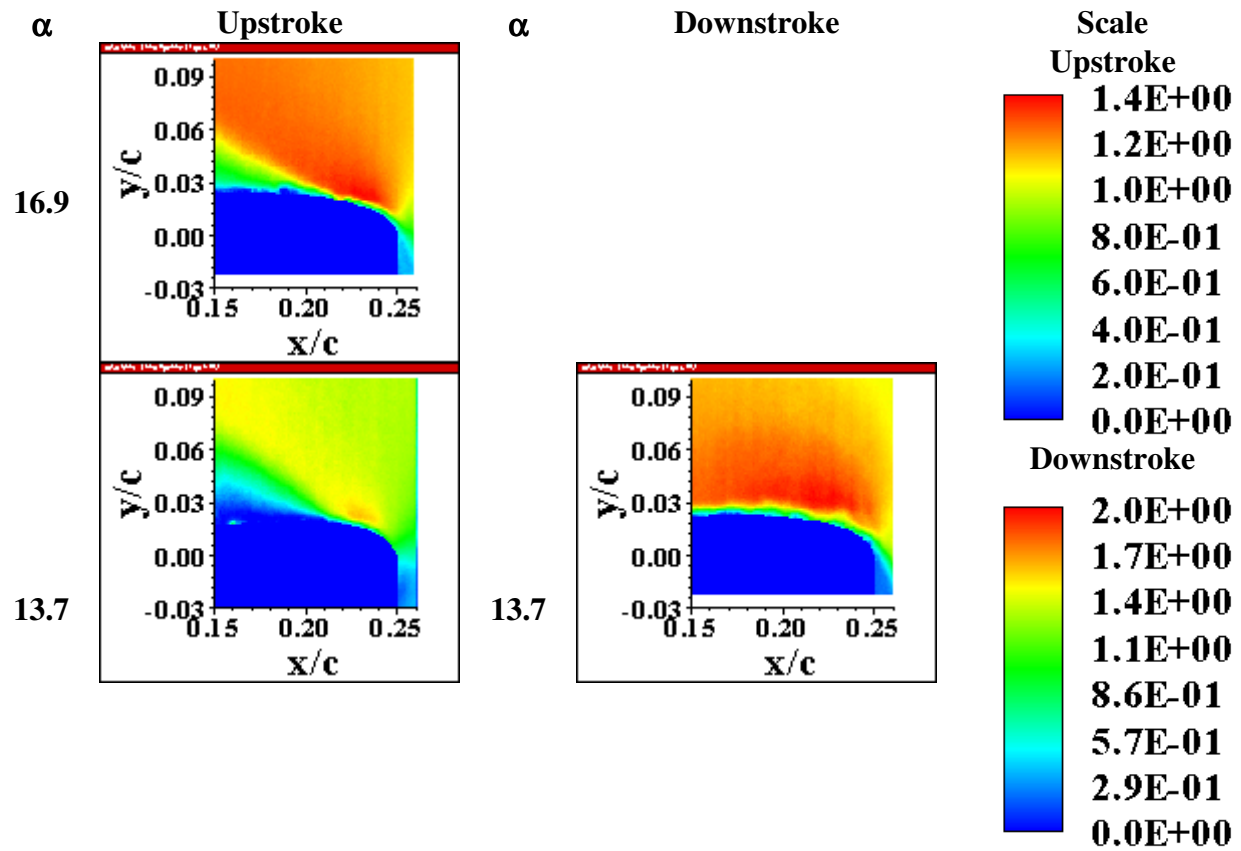 α Upstroke α Downstroke Scale
Upstroke
16.9
0.09
0.06
0.03
0.00
-0.03
y/c
0.15 0.20 0.25
x/c
1.4E+00
1.2E+00
1.0E+00
8.0E-01
6.0E-01
4.0E-01
2.0E-01
0.0E+00
13.7
0.09
0.06
0.03
0.00
-0.03
y/c
0.15 0.20 0.25
x/c
13.7
0.09
0.06
0.03
0.00
-0.03
y/c
0.15 0.20 0.25
x/c
Downstroke
2.0E+00
1.7E+00
1.4E+00
1.1E+00
8.6E-01
5.7E-01
2.9E-01
0.0E+00